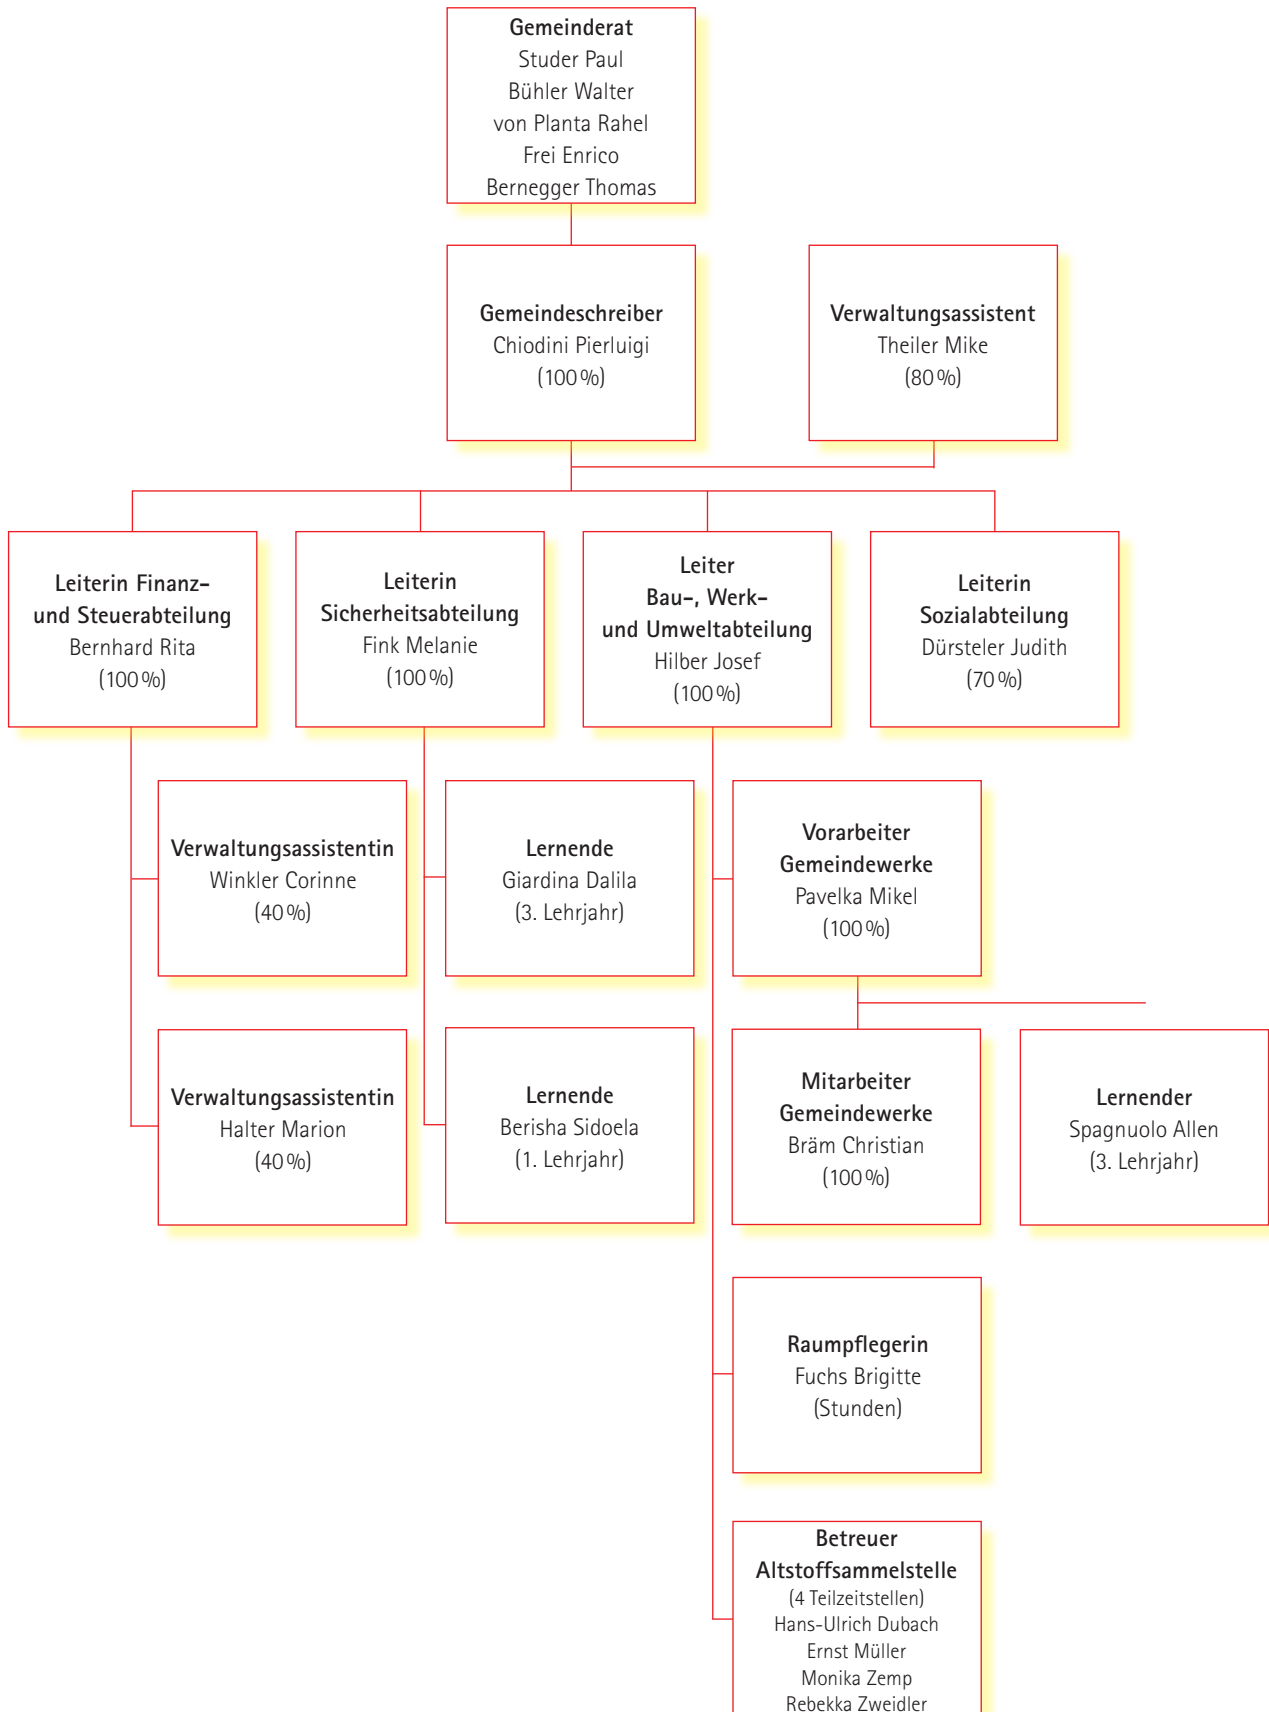 Gemeinderat
Studer Paul
Bühler Walter
von Planta Rahel
Frei Enrico
Bernegger Thomas
Gemeindeschreiber
Chiodini Pierluigi
(100 %)
Verwaltungsassistent
Theiler Mike
(80 %)
Leiterin Finanz-
und Steuerabteilung
Bernhard Rita
(100 %)
Leiterin
Sicherheitsabteilung
Fink Melanie
(100 %)
Leiter
Bau-, Werk-
und Umweltabteilung
Hilber Josef
(100 %)
Leiterin
Sozialabteilung
Dürsteler Judith
(70 %)
Verwaltungsassistentin
Winkler Corinne
(40 %)
Lernende
Giardina Dalila
(3. Lehrjahr)
Vorarbeiter
Gemeindewerke
Pavelka Mikel
(100 %)
Verwaltungsassistentin
Halter Marion
(40 %)
Lernende
Berisha Sidoela
(1. Lehrjahr)
Mitarbeiter
Gemeindewerke
Bräm Christian
(100 %)
Lernender
Spagnuolo Allen
(3. Lehrjahr)
Raumpflegerin
Fuchs Brigitte
(Stunden)
Betreuer
Altstoffsammelstelle
(4 Teilzeitstellen)
Hans-Ulrich Dubach
Ernst Müller
Monika Zemp
Rebekka Zweidler